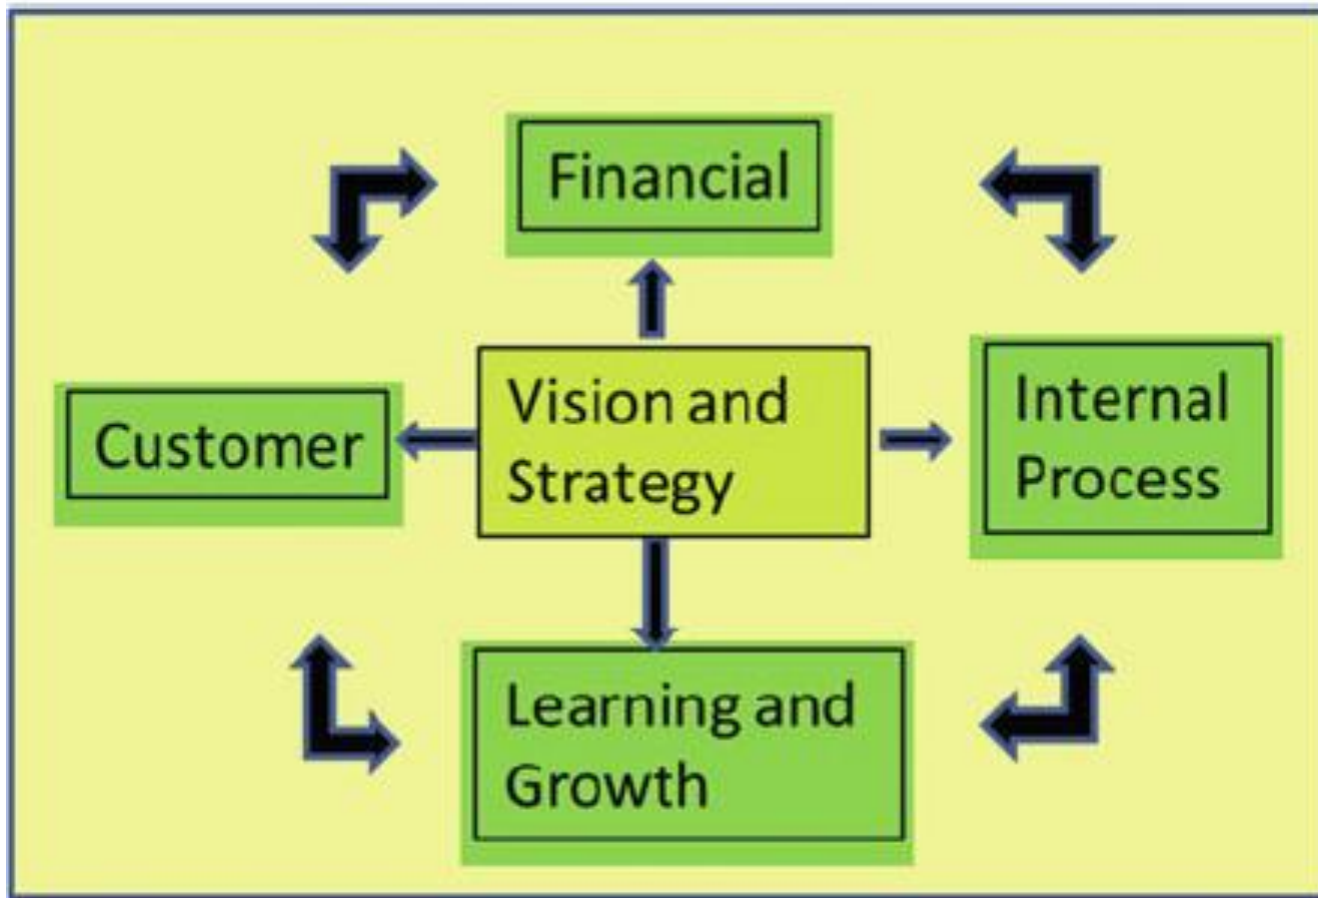 Financial
Customer
Vision and
Strategy
Internal
Process
Learning and
Growth